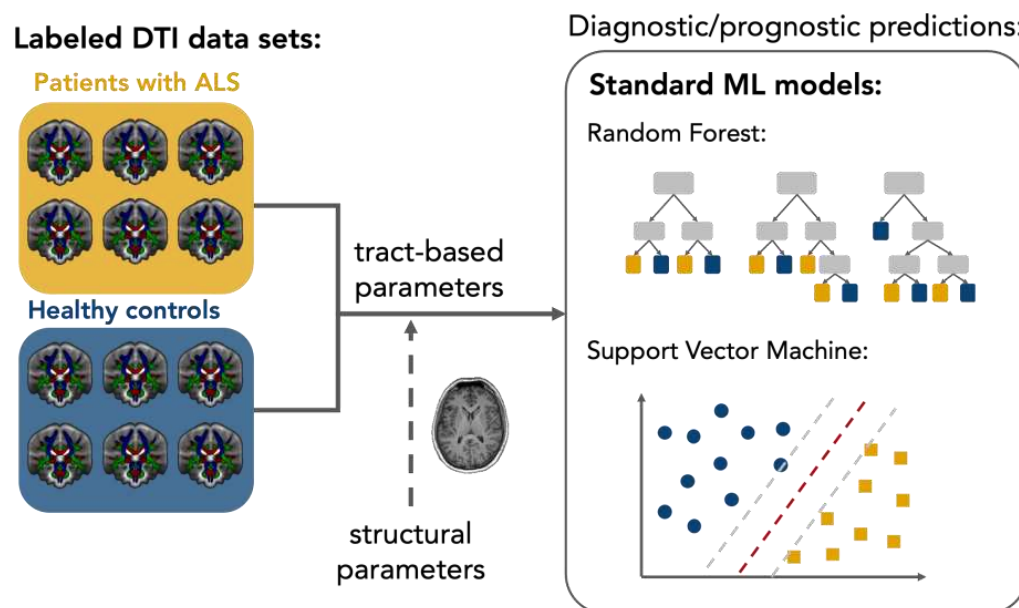 Labeled DTI data sets:
Patients with ALS
Healthy controls
tract-based
parameters
structural
parameters
Diagnostic/prognostic predictions:
Standard ML models:
Random Forest:
Support Vector Machine: